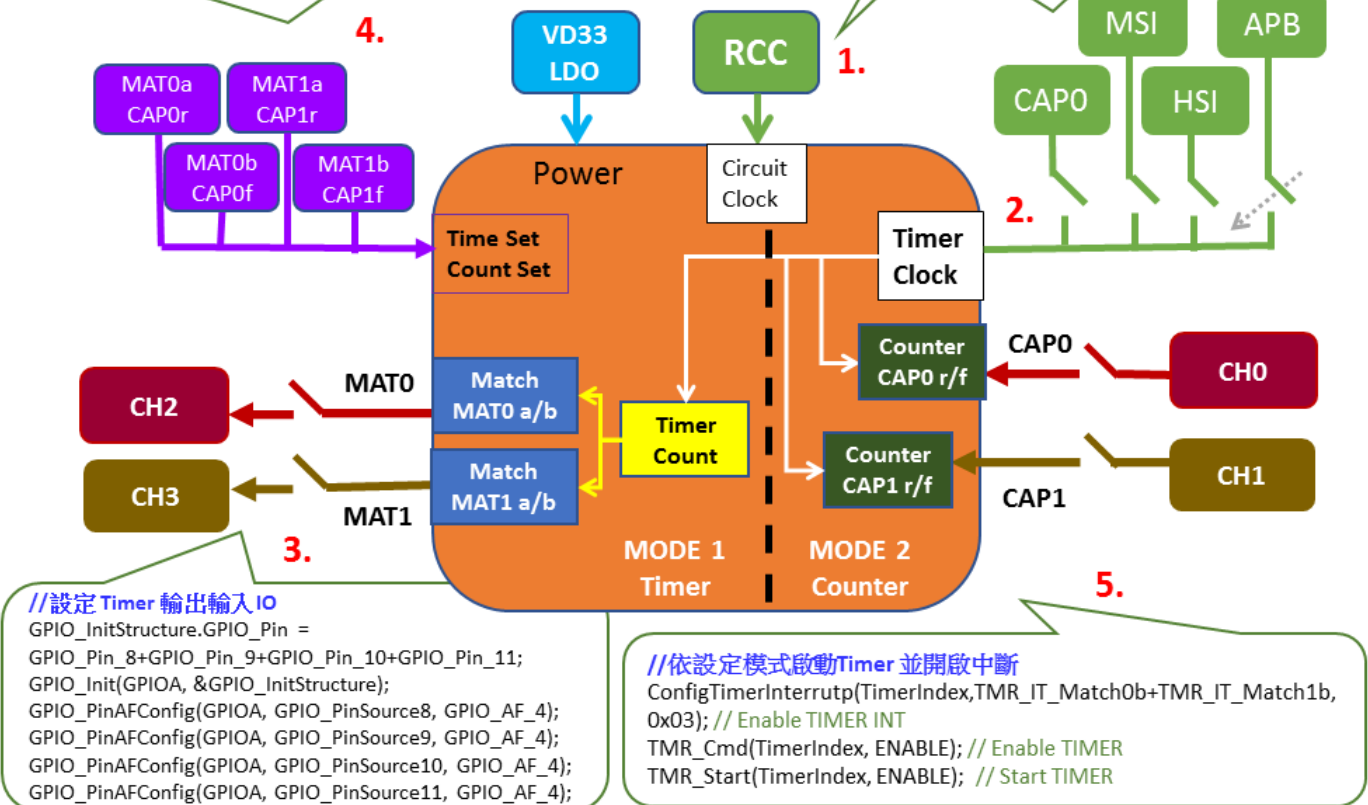 4.
VD33
LDO
RCC
1.
MSI
APB
MAT0a
CAP0r
MAT1a
CAP1r
CAP0
HSI
MAT0b
CAP0f
MAT1b
CAP1f
Power
Circuit
Clock
2.
Time Set
Count Set
Timer
Clock
Counter
CAP0 r/f
CAP0
CH0
CH2
MAT0
Match
MAT0 a/b
Timer
Count
Counter
CAP1 r/f
CAP1
CH1
CH3
MAT1
Match
MAT1 a/b
MODE 1
Timer
MODE 2
Counter
3.
//設定 Timer 輸出輸入 IO
GPIO_InitStructure.GPIO_Pin =
GPIO_Pin_8+GPIO_Pin_9+GPIO_Pin_10+GPIO_Pin_11;
GPIO_Init(GPIOA, &GPIO_InitStructure);
GPIO_PinAFConfig(GPIOA, GPIO_PinSource8, GPIO_AF_4);
GPIO_PinAFConfig(GPIOA, GPIO_PinSource9, GPIO_AF_4);
GPIO_PinAFConfig(GPIOA, GPIO_PinSource10, GPIO_AF_4);
GPIO_PinAFConfig(GPIOA, GPIO_PinSource11, GPIO_AF_4);
5.
//依設定模式啟動Timer 並開啟中斷
ConfigTimerInterrutp(TimerIndex,TMR_IT_Match0b+TMR_IT_Match1b,
0x03); // Enable TIMER INT
TMR_Cmd(TimerIndex, ENABLE); // Enable TIMER
TMR_Start(TimerIndex, ENABLE); // Start TIMER